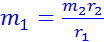 m₁ = m₂r₂ / r₁